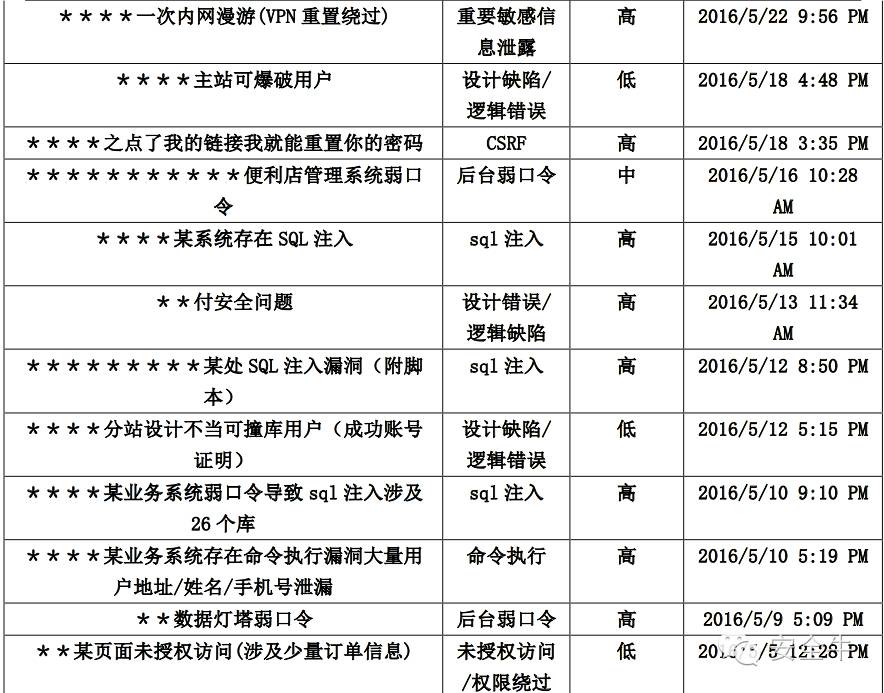 ＊＊＊＊一次内网漫游(VPN 重置绕过) 重要敏感信 高 2016/5/22 9:56 PM
息泄露
＊＊＊＊主站可爆破用户 设计缺陷/ 低 2016/5/18 4:48 PM
逻辑错误
＊＊＊＊之点了我的链接我就能重置你的密码 CSRF 高 2016/5/18 3:35 PM
＊＊＊＊＊＊＊＊＊＊＊便利店管理系统弱口 后台弱口令 中 2016/5/16 10:28
令 AM
＊＊＊＊某系统存在 SQL 注入 sql 注入 高 2016/5/15 10:01
AM
＊＊付安全问题 设计错误/ 高 2016/5/13 11:34
逻辑缺陷 AM
＊＊＊＊＊＊＊＊＊某处 SQL 注入漏洞（附脚 sql 注入 高 2016/5/12 8:50 PM
本）
＊＊＊＊分站设计不当可撞库用户（成功账号 设计缺陷/ 低 2016/5/12 5:15 PM
证明） 逻辑错误
＊＊＊＊某业务系统弱口令导致 sql 注入涉及 sql 注入 高 2016/5/10 9:10 PM
26 个库
＊＊＊＊某业务系统存在命令执行漏洞大量用 命令执行 高 2016/5/10 5:19 PM
户地址/姓名/手机号泄漏
＊＊数据灯塔弱口令 后台弱口令 高 2016/5/9 5:09 PM
＊＊某页面未授权访问(涉及少量订单信息) 未授权访问 低 12:28 PM
/权限绕过
安全牛